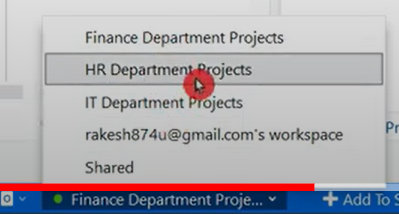 Finance Department Projects
HR Department Projects
IT Department Projects
rakesh874u@gmail.com's workspace
Shared
Pr
Finance Department Proje...
+ Add To S